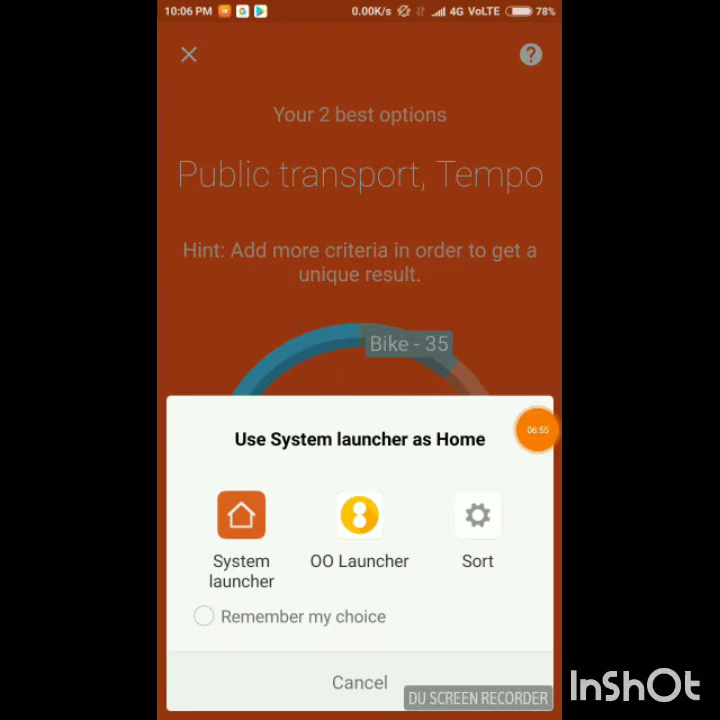 10:06 PM 0.00K/s 4G VoLTE 78%
Your 2 best options
Public transport, Tempo
Hint: Add more criteria in order to get a
unique result.
Bike - 35
Use System launcher as Home
06:55
System
launcher
OO Launcher
Sort
Remember my choice
Cancel
DU SCREEN RECORDER
InShOt